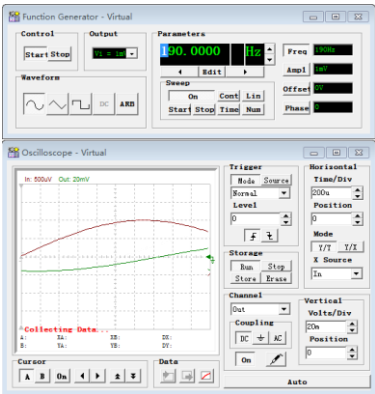 Function Generator - Virtual
Control
Output
Parameters
Start Stop
V1 = 1mV
190.0000 Hz
Edit
Freq 190Hz
Ampl 1mV
Offset 0V
Phase 0
Waveform
DC ARB
Sweep
On Cont Lin
Start Stop Time Num
Oscilloscope - Virtual
In: 500uV Out: 20mV
Collecting Data...
A: XA: EB: DX:
B: YA: YB: DY:
Cursor
A B On
Data
Trigger
Mode Source
Normal
Level
0
Storage
Run Stop
Store Erase
Horizontal
Time/Div
200u
Position
0
Mode
Y/T Y/X
X Source
In
Channel
Out
Coupling
DC AC
On
Vertical
Volts/Div
20m
Position
0
Auto